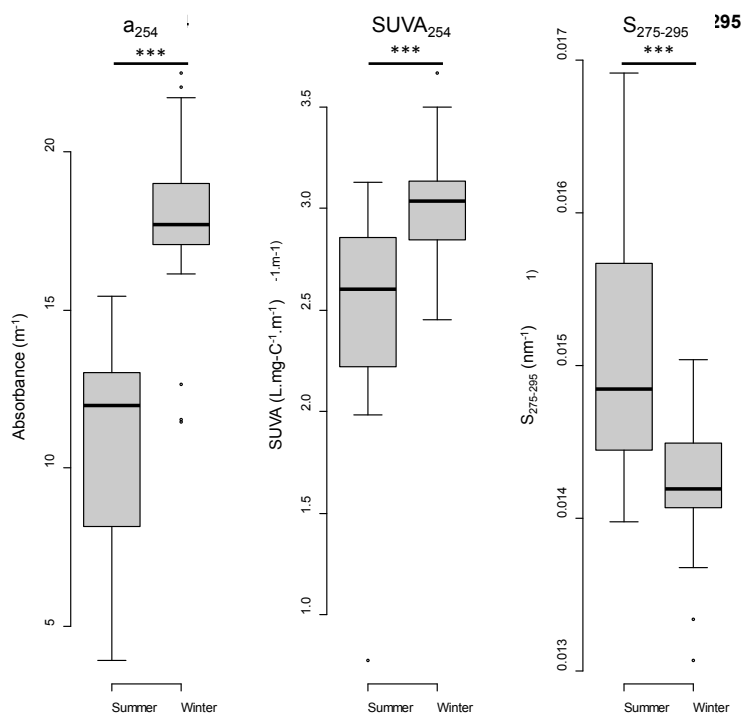 a254
***
Absorbance (m-1)
20
15
10
5
Summer Winter
SUVA254
***
SUVA (L.mg-C-1.m-1)
-1.m-1)
3.5
3.0
2.5
2.0
1.5
1.0
Summer Winter
S275-295
295
***
S275-295 (nm-1)
1)
0.017
0.016
0.015
0.014
0.013
Summer Winter